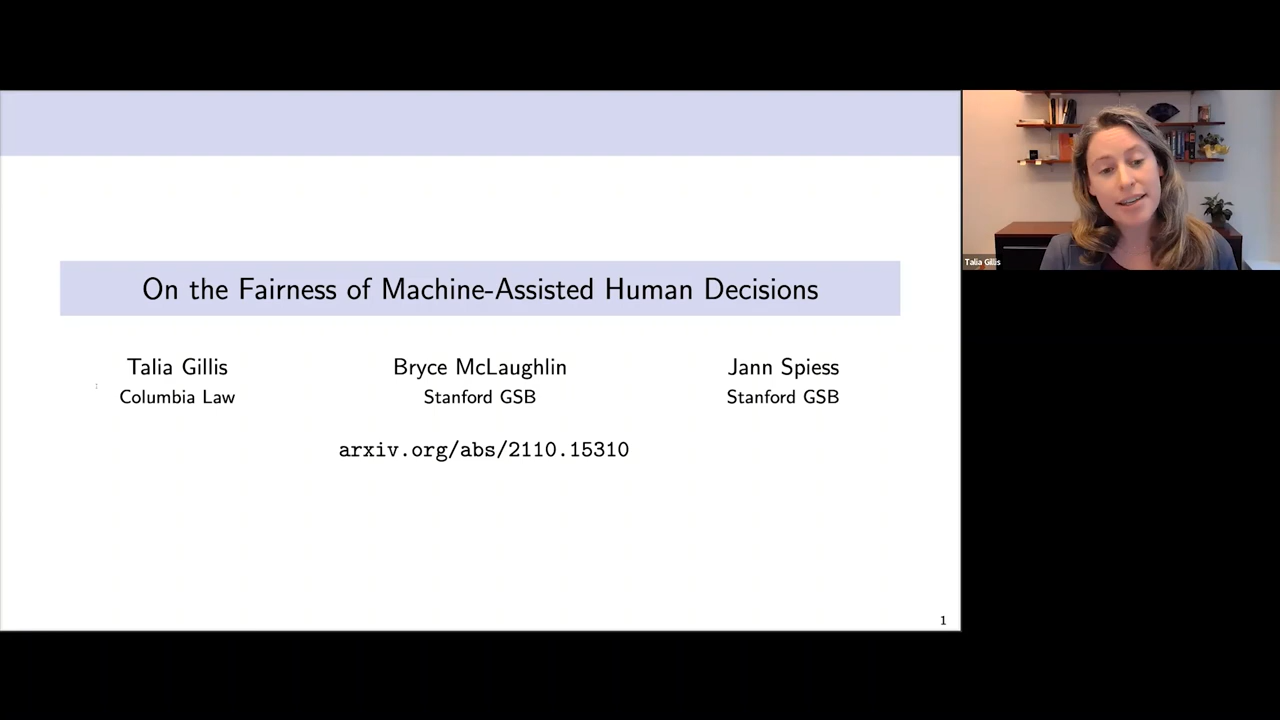 On the Fairness of Machine-Assisted Human Decisions
Talia Gillis
Columbia Law
Bryce McLaughlin
Stanford GSB
Jann Spiess
Stanford GSB
arxiv.org/abs/2110.15310
1
Talia Gillis